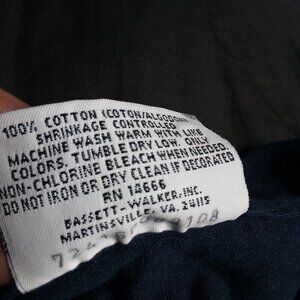 100% COTTON (COTON/ALGODON)
SHRINKAGE CONTROLLED
MACHINE WASH WARM WITH LIKE
COLORS. TUMBLE DRY LOW. ONLY
NON-CHLORINE BLEACH WHEN NEEDED.
DO NOT IRON OR DRY CLEAN IF DECORATED
RN 18666
BASSETT-WALKER, INC.
MARTINSVILLE, VA. 24115